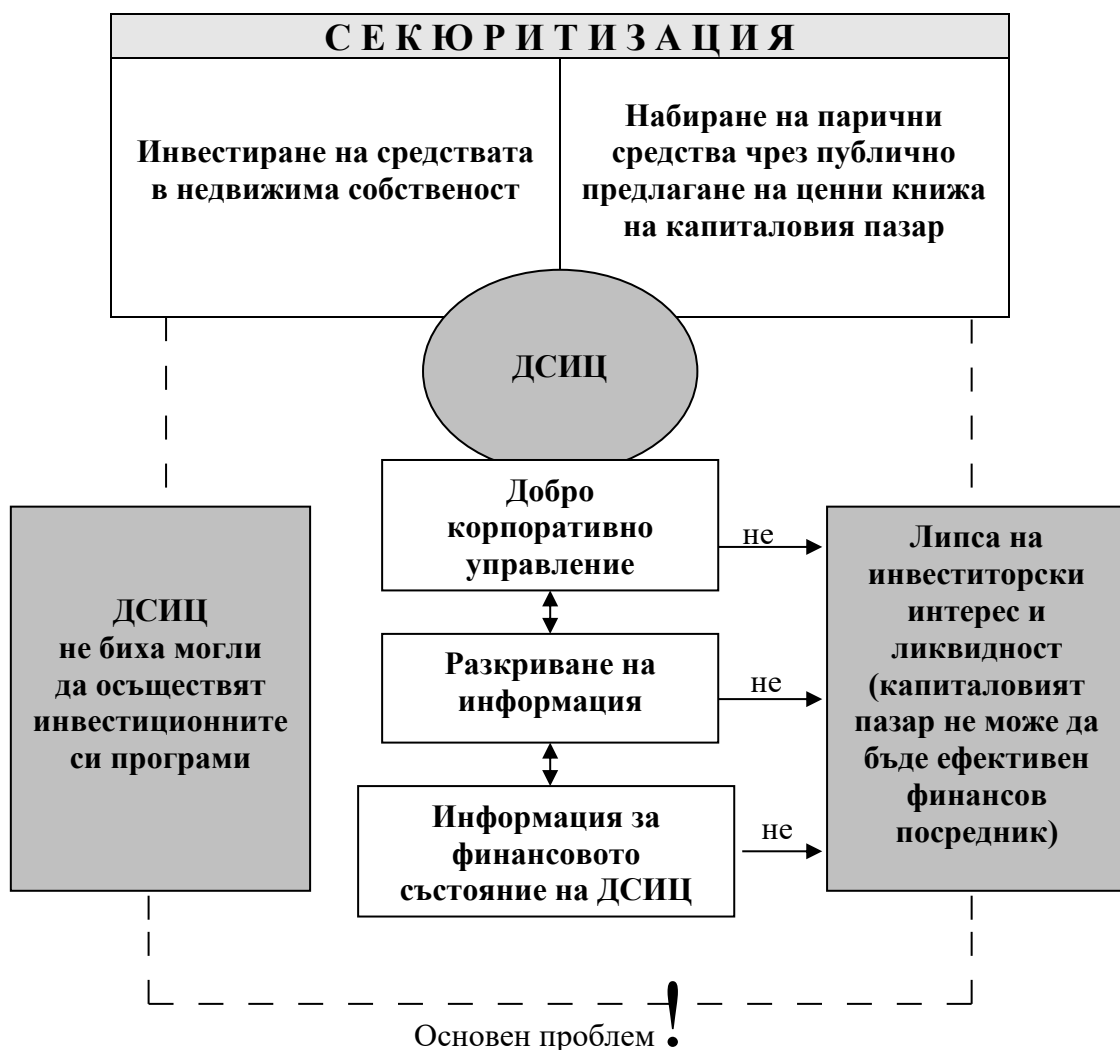 СЕКЮРИТИЗАЦИЯ
Инвестиране на средствата
в недвижима собственост
Набиране на парични
средства чрез публично
предлагане на ценни книжа
на капиталовия пазар
ДСИЦ
Добро
корпоративно
управление
не
Разкриване на
информация
не
Информация за
финансовото
състояние на ДСИЦ
не
ДСИЦ
не биха могли
да осъществят
инвестиционните
си програми
Липса на
инвеститорски
интерес и
ликвидност
(капиталовият
пазар не може да
бъде ефективен
финансов
посредник)
Основен проблем !